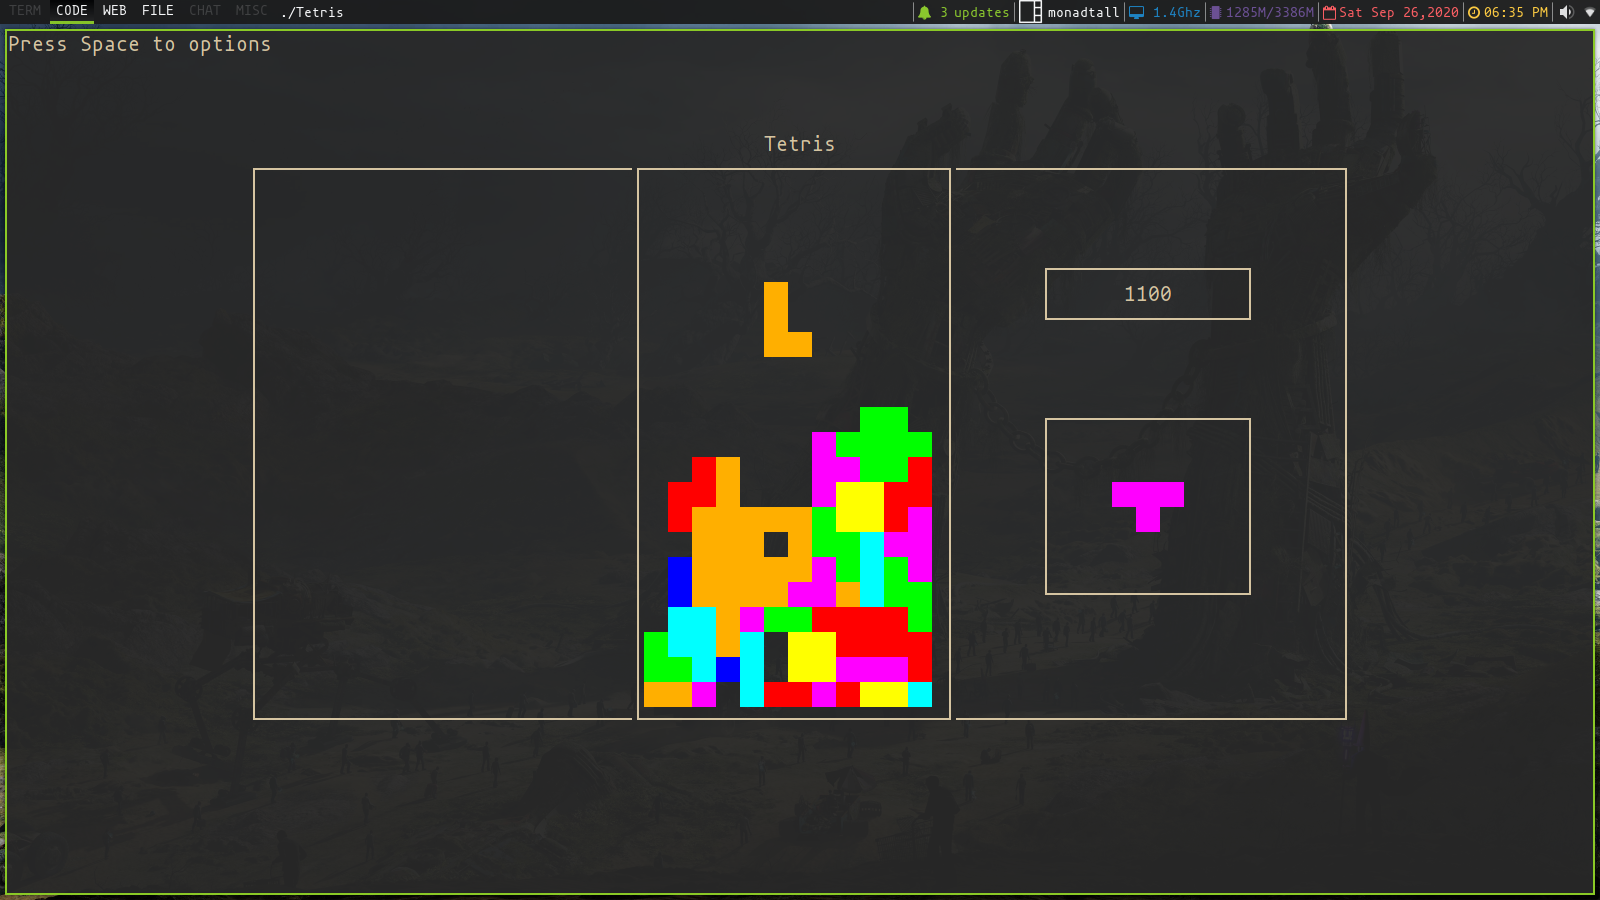 TERM CODE WEB FILE CHAT MISC ./Tetris 3 updates monadtall 1.4Ghz 1285M/3386M Sat Sep 26,2020 06:35 PM
Press Space to options
Tetris
1100